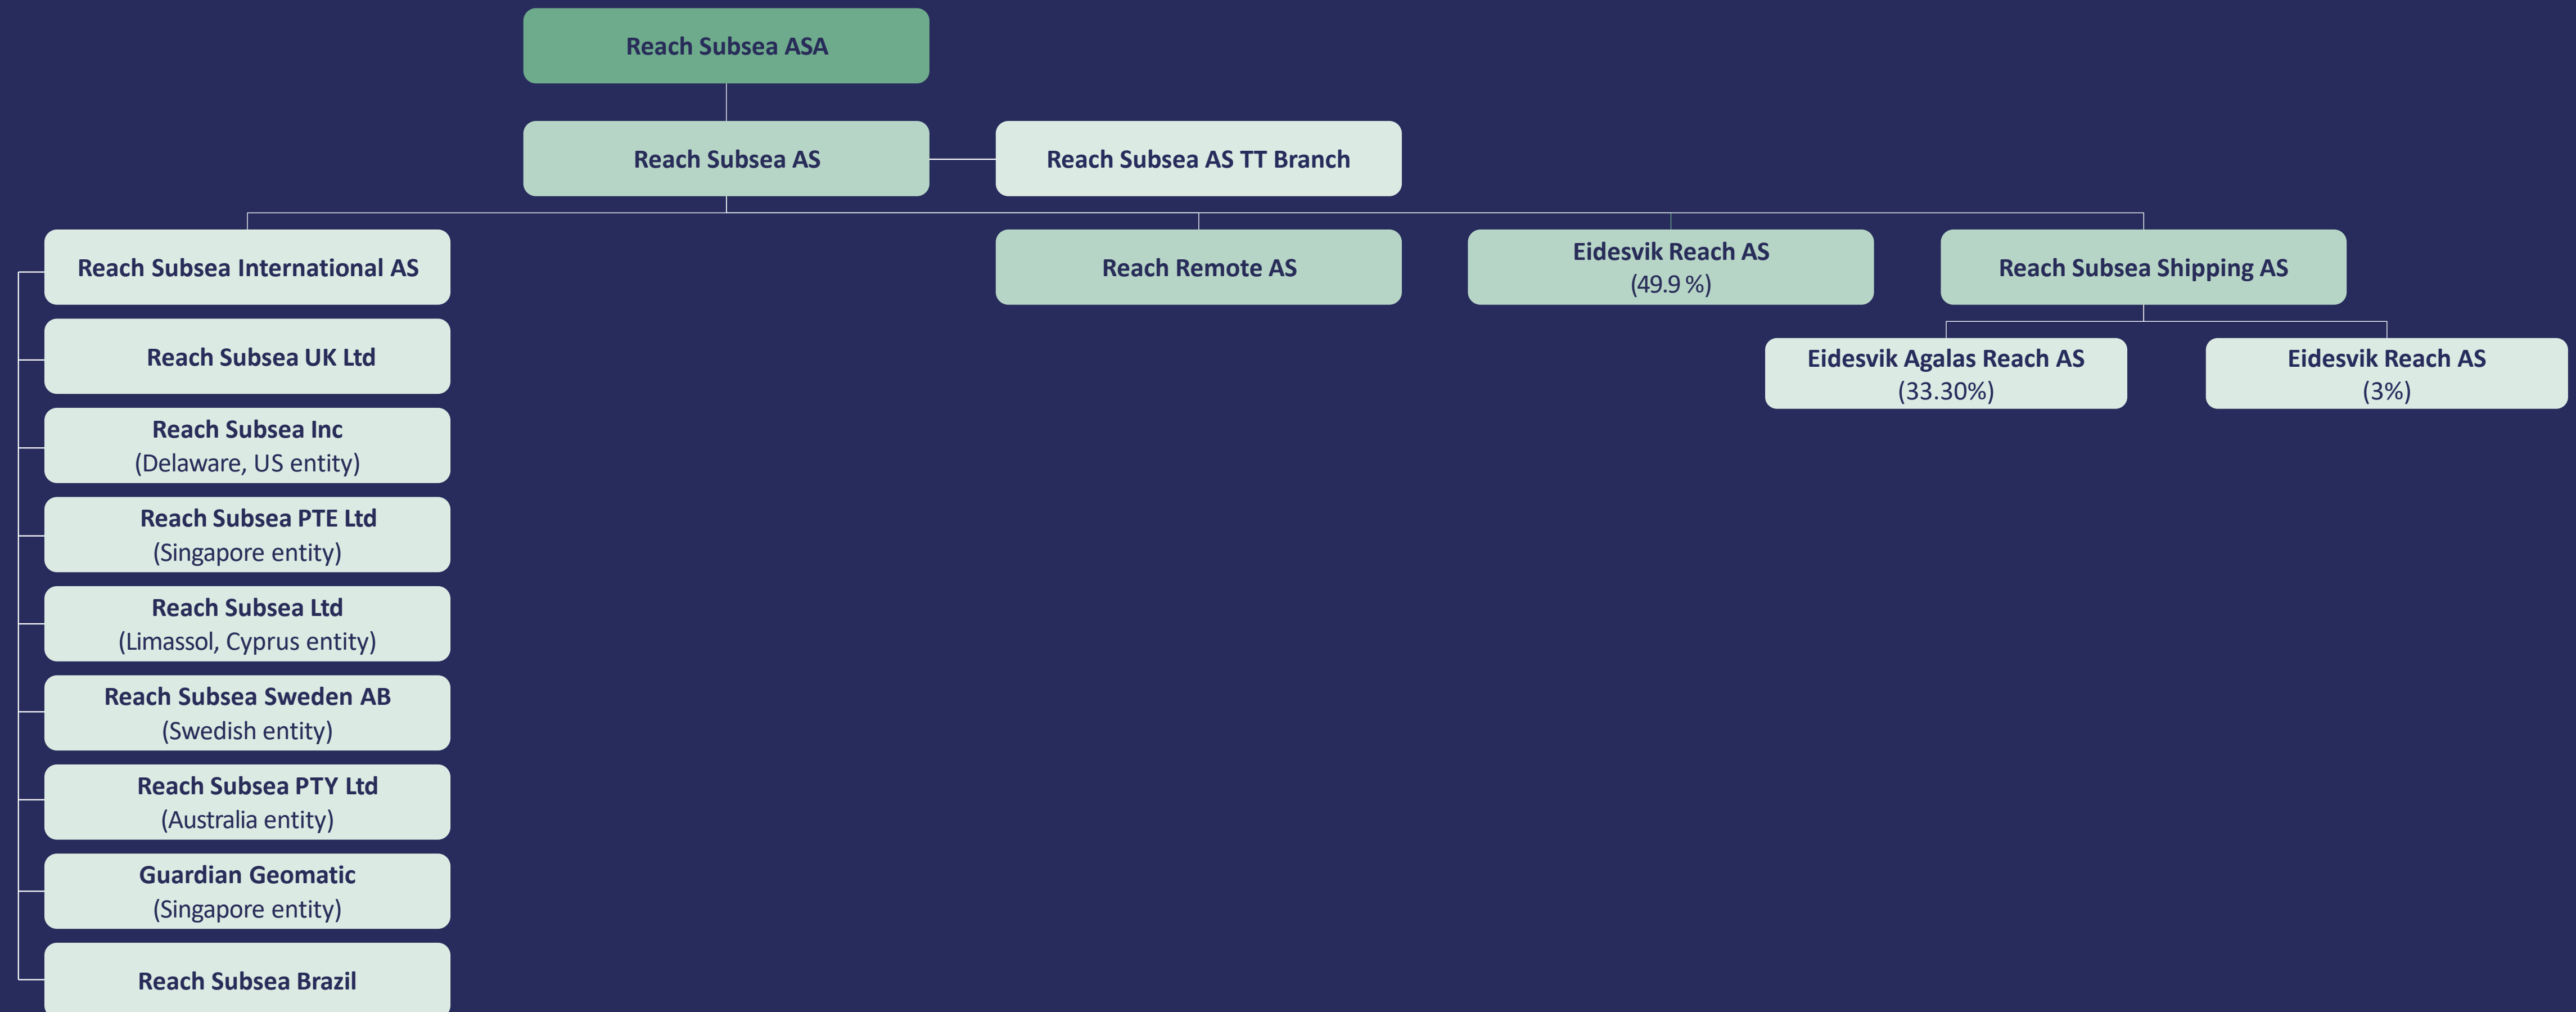 Reach Subsea ASA
Reach Subsea AS
Reach Subsea AS TT Branch
Reach Subsea International AS
Reach Remote AS
Eidesvik Reach AS
(49.9 %)
Reach Subsea Shipping AS
Eidesvik Agalas Reach AS
(33.30%)
Eidesvik Reach AS
(3%)
Reach Subsea UK Ltd
Reach Subsea Inc
(Delaware, US entity)
Reach Subsea PTE Ltd
(Singapore entity)
Reach Subsea Ltd
(Limassol, Cyprus entity)
Reach Subsea Sweden AB
(Swedish entity)
Reach Subsea PTY Ltd
(Australia entity)
Guardian Geomatic
(Singapore entity)
Reach Subsea Brazil